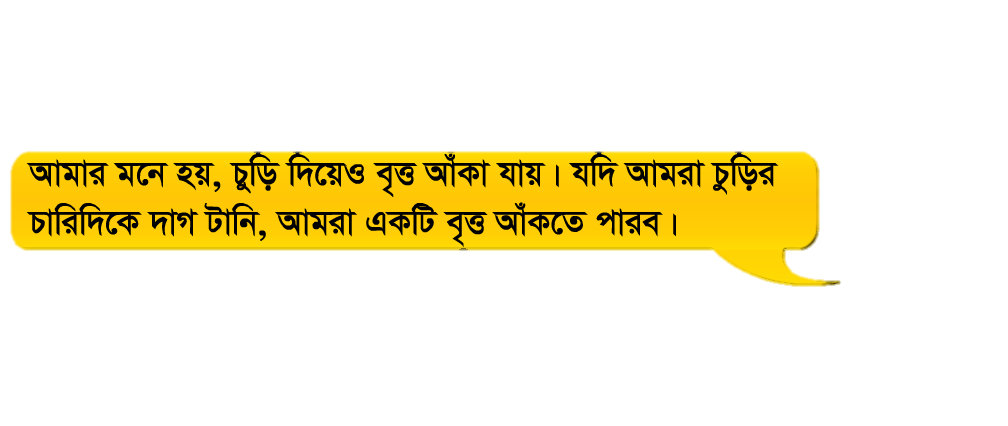 আমার মনে হয়, চুড়ি দিয়েও বৃত্ত আঁকা যায়। যদি আমরা চুড়ির
চারিদিকে দাগ টানি, আমরা একটি বৃত্ত আঁকতে পারব।